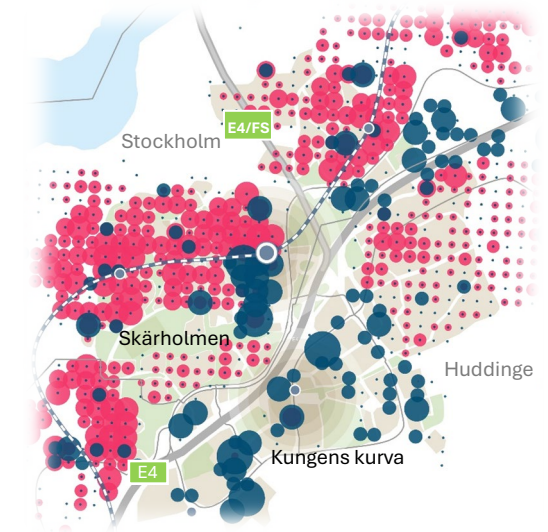 E4/FS
Stockholm
Skärholmen
Huddinge
Kungens kurva
E4